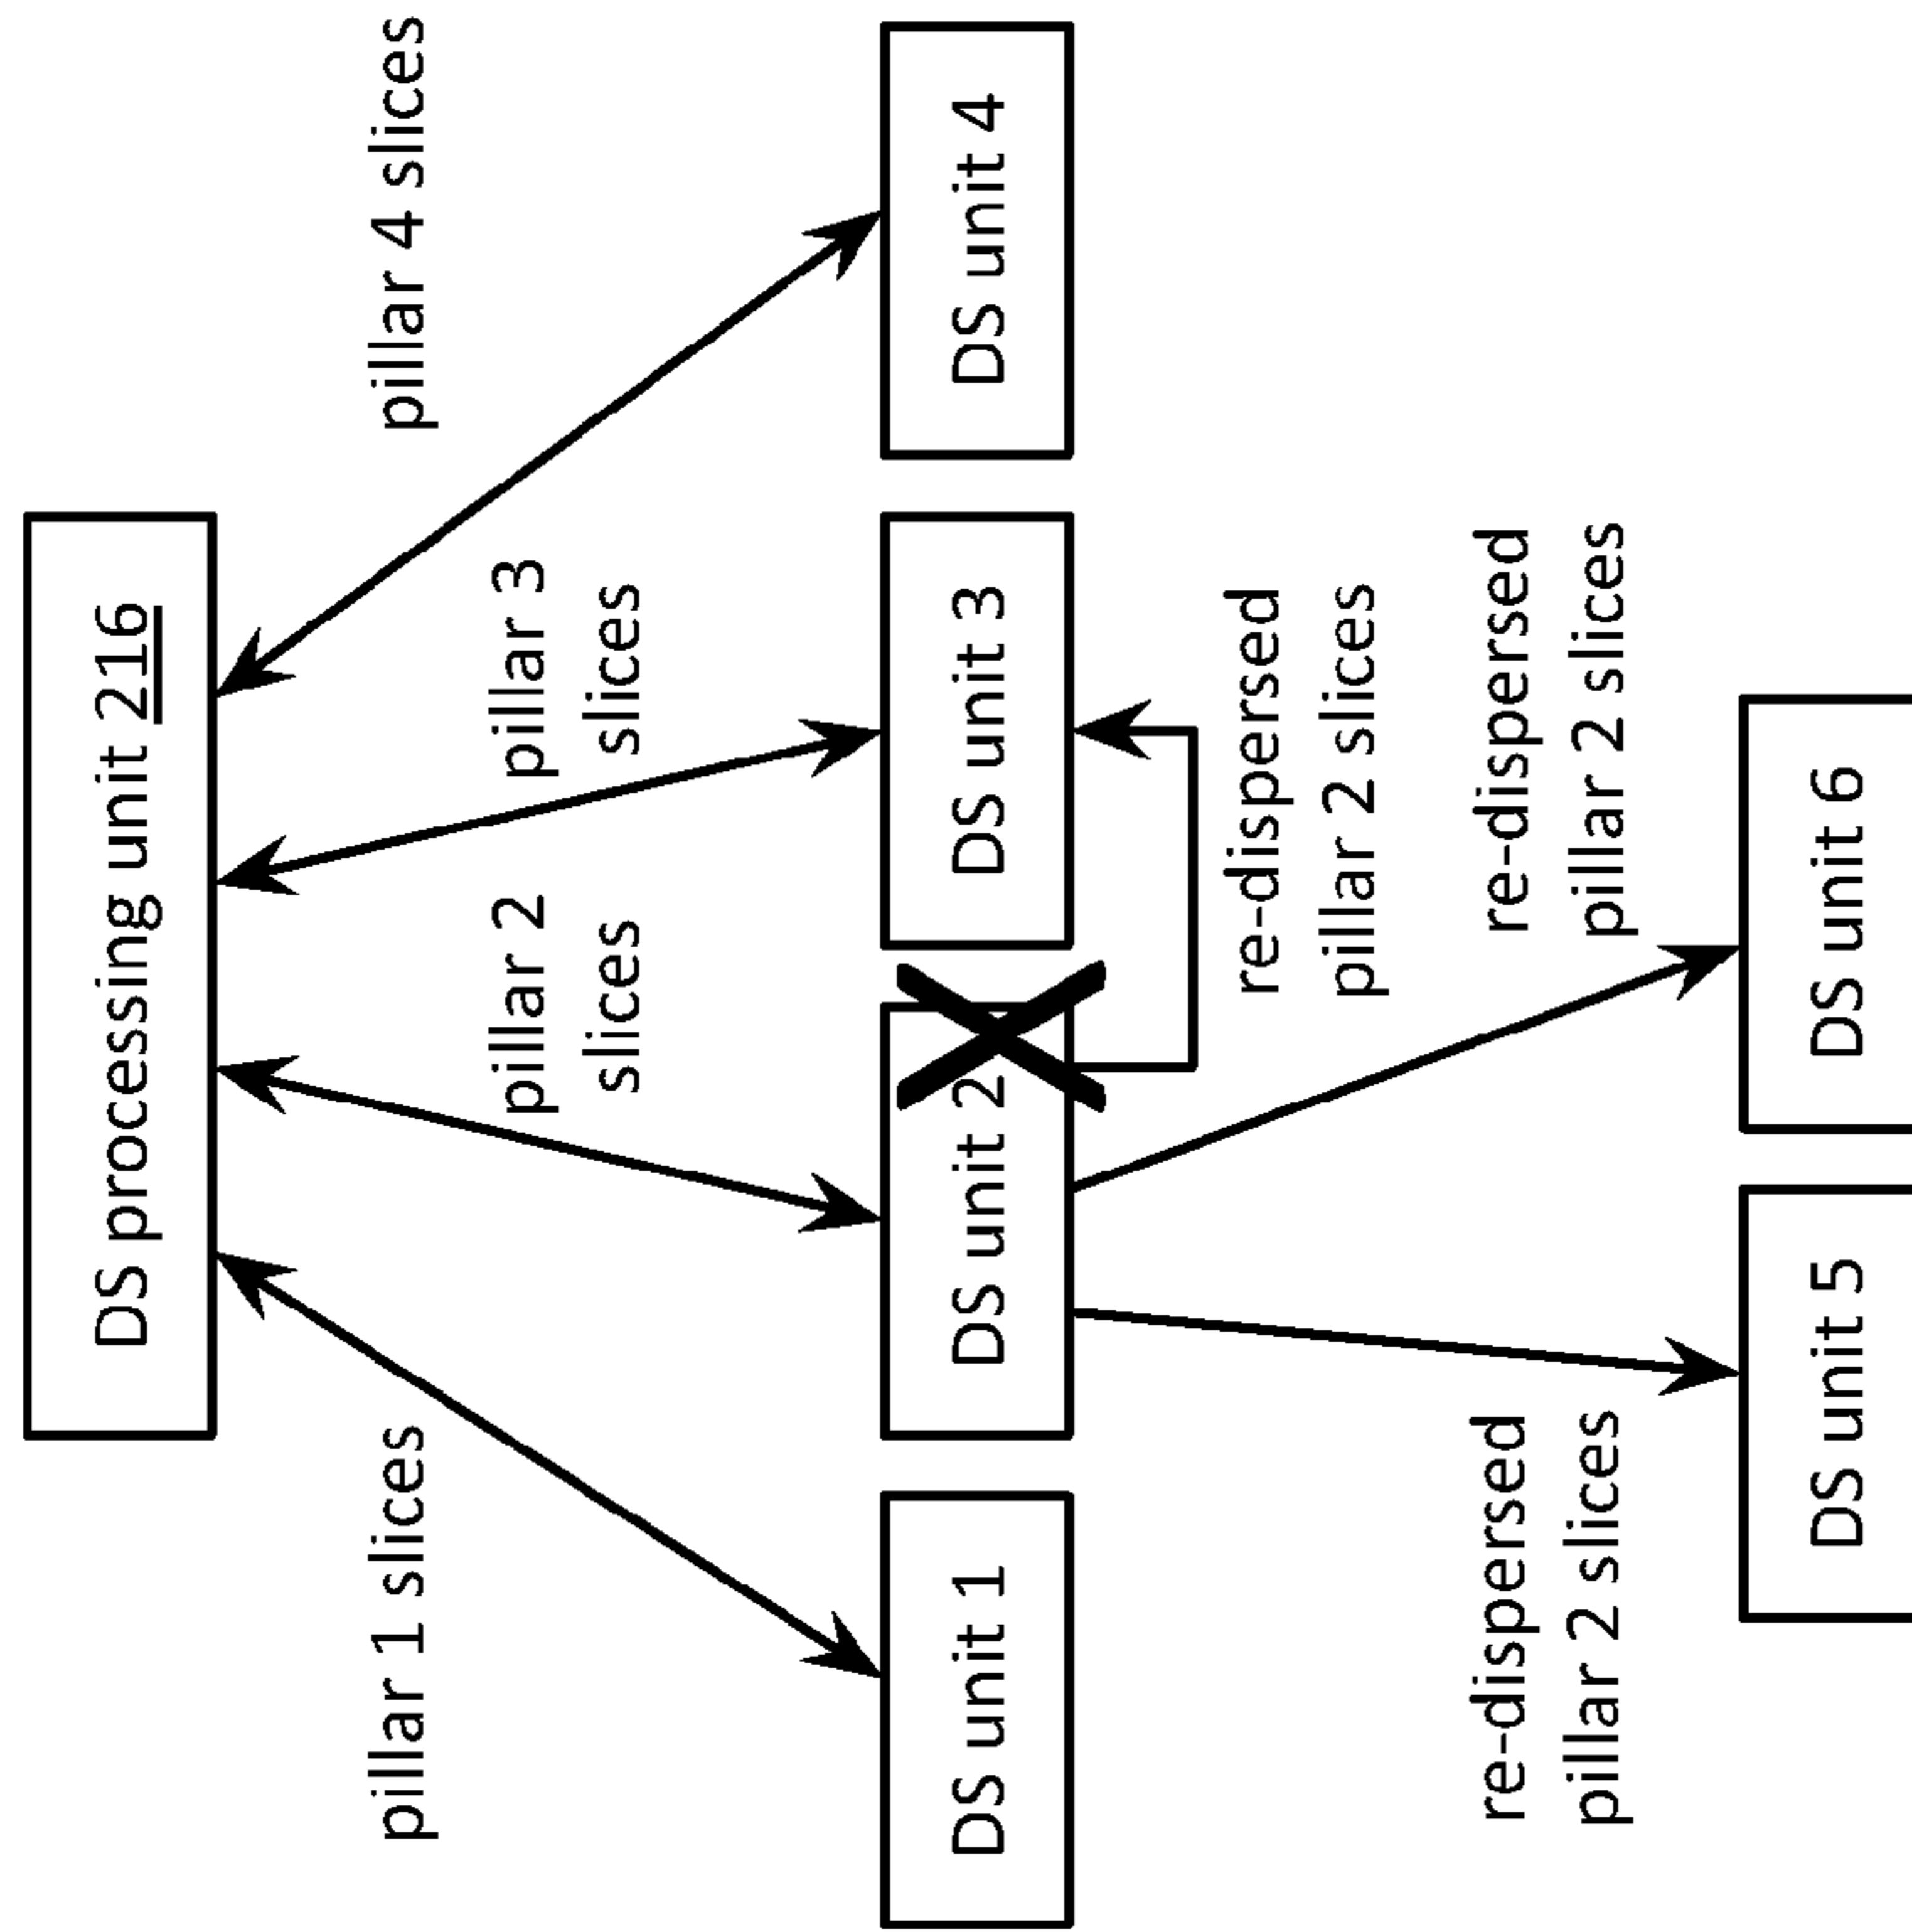 DS processing unit 216
pillar 1 slices
pillar 2
slices
pillar 3
slices
pillar 4 slices
DS unit 1
DS unit 2
DS unit 3
DS unit 4
re-dispersed
pillar 2 slices
re-dispersed
pillar 2 slices
re-dispersed
pillar 2 slices
DS unit 5
DS unit 6